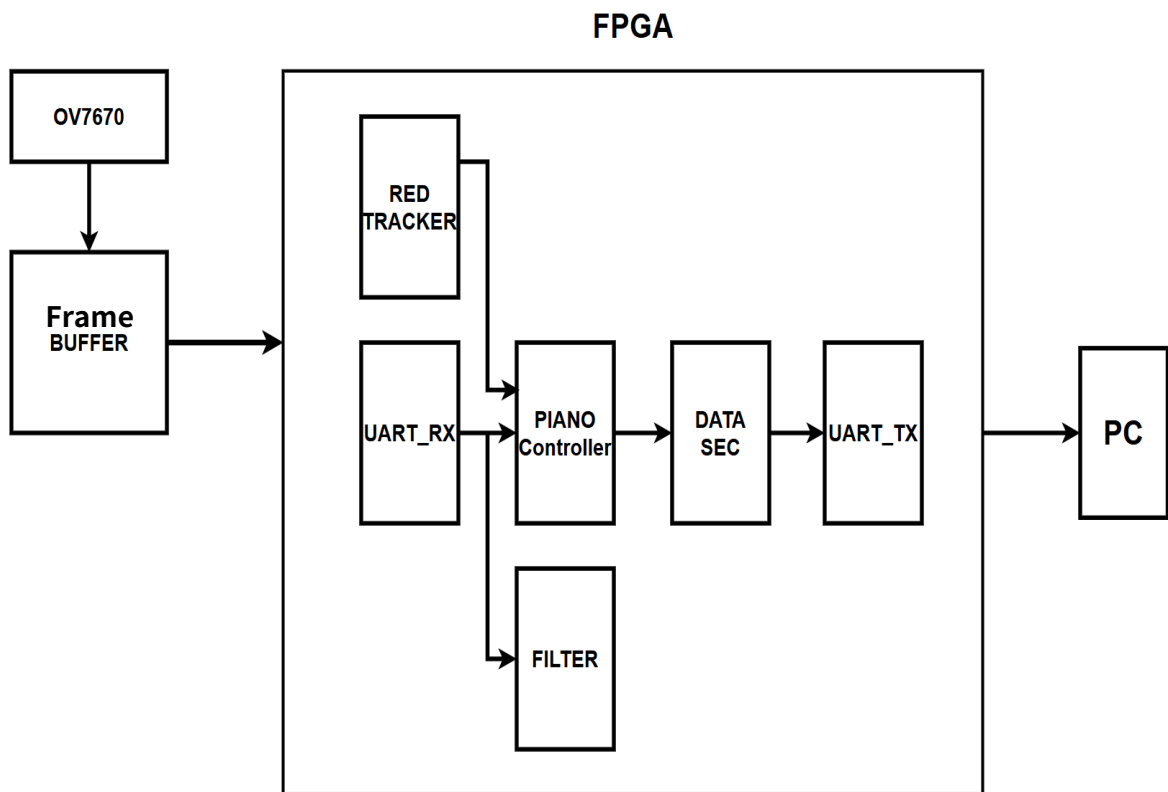 FPGA
OV7670
Frame
BUFFER
RED
TRACKER
UART_RX
PIANO
Controller
DATA
SEC
UART_TX
FILTER
PC